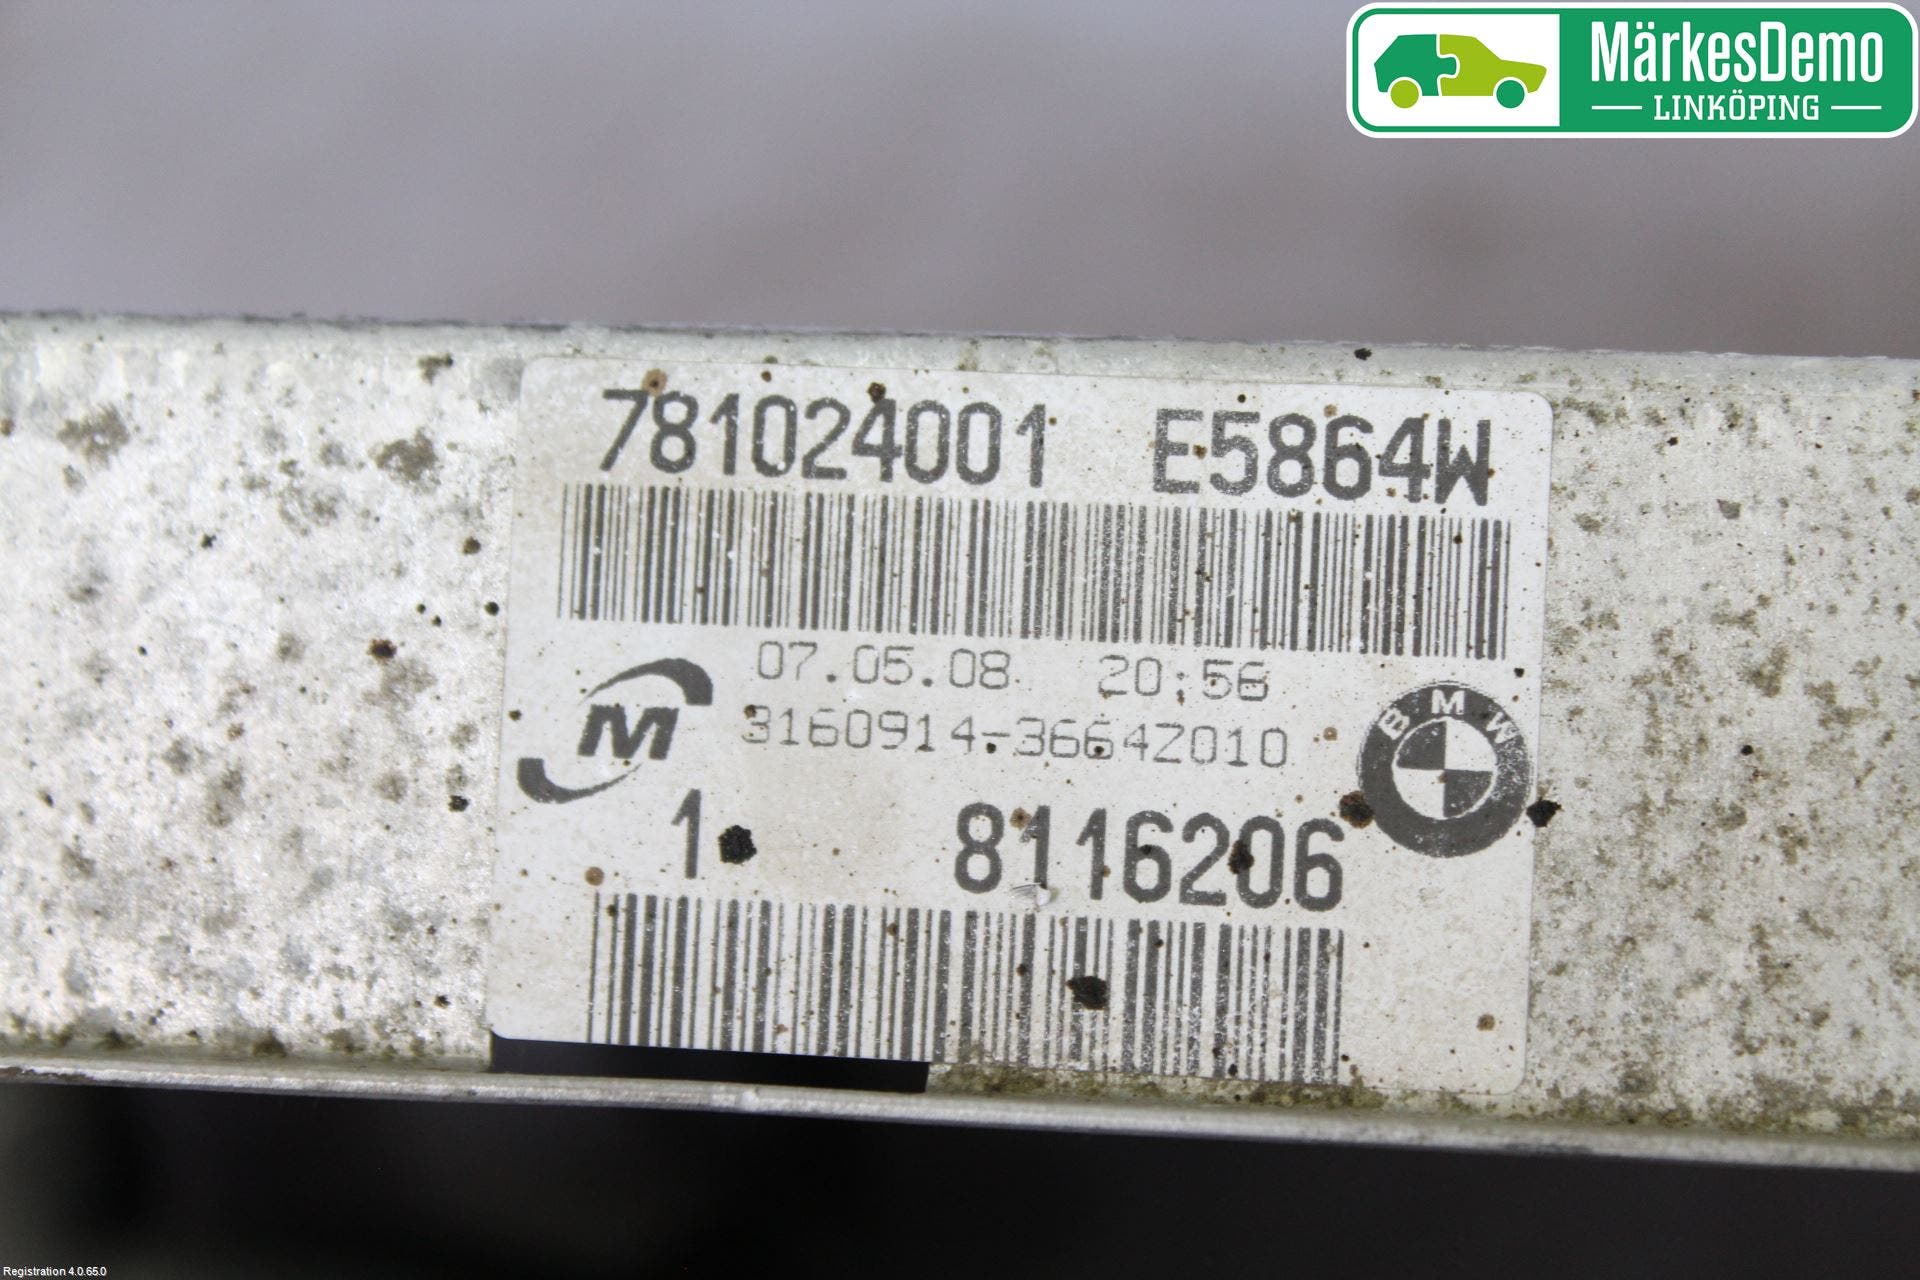 MärkesDemo
LINKÖPING
781024001 E5864W
07.05.08 20:56
3160914-3664Z010
M
BMW
1 8116206
Registration 4.0.65.0